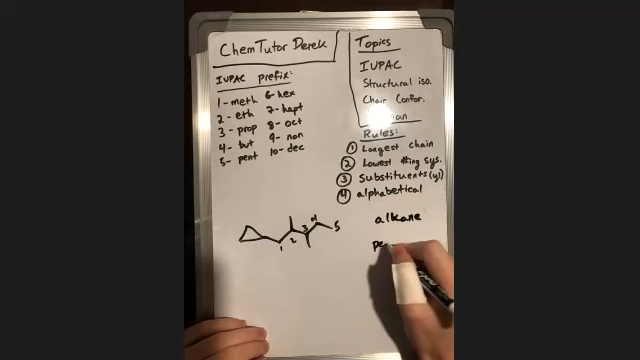 ChemTutor Derek
IUPAC prefix:
1- meth 6- hex
2- eth 7- hept
3- prop 8- oct
4- but 9- non
5- pent 10- dec
Topics
IUPAC
Structural iso.
Chair Confor.
Rules:
1 Longest chain
2 Lowest #ing sys.
3 Substituents (yl)
4 alphabetical
1 2 3 4 5
alkane
pe